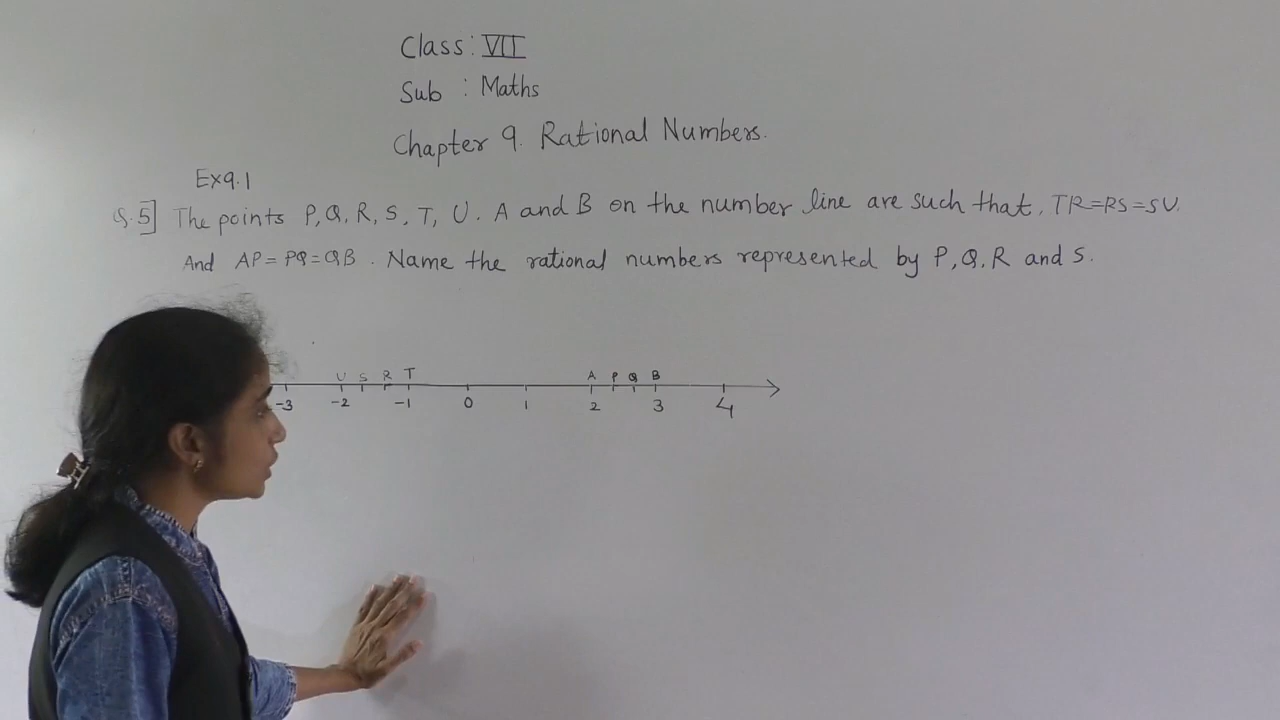 Class : VII
Sub : Maths
Chapter 9. Rational Numbers.
Ex9.1
Q.5] The points P, Q, R, S, T, U. A and B on the number line are such that, TR=RS=SU.
And AP=PQ=QB. Name the rational numbers represented by P, Q, R and S.
U S R T A P Q B
-3 -2 -1 0 1 2 3 4